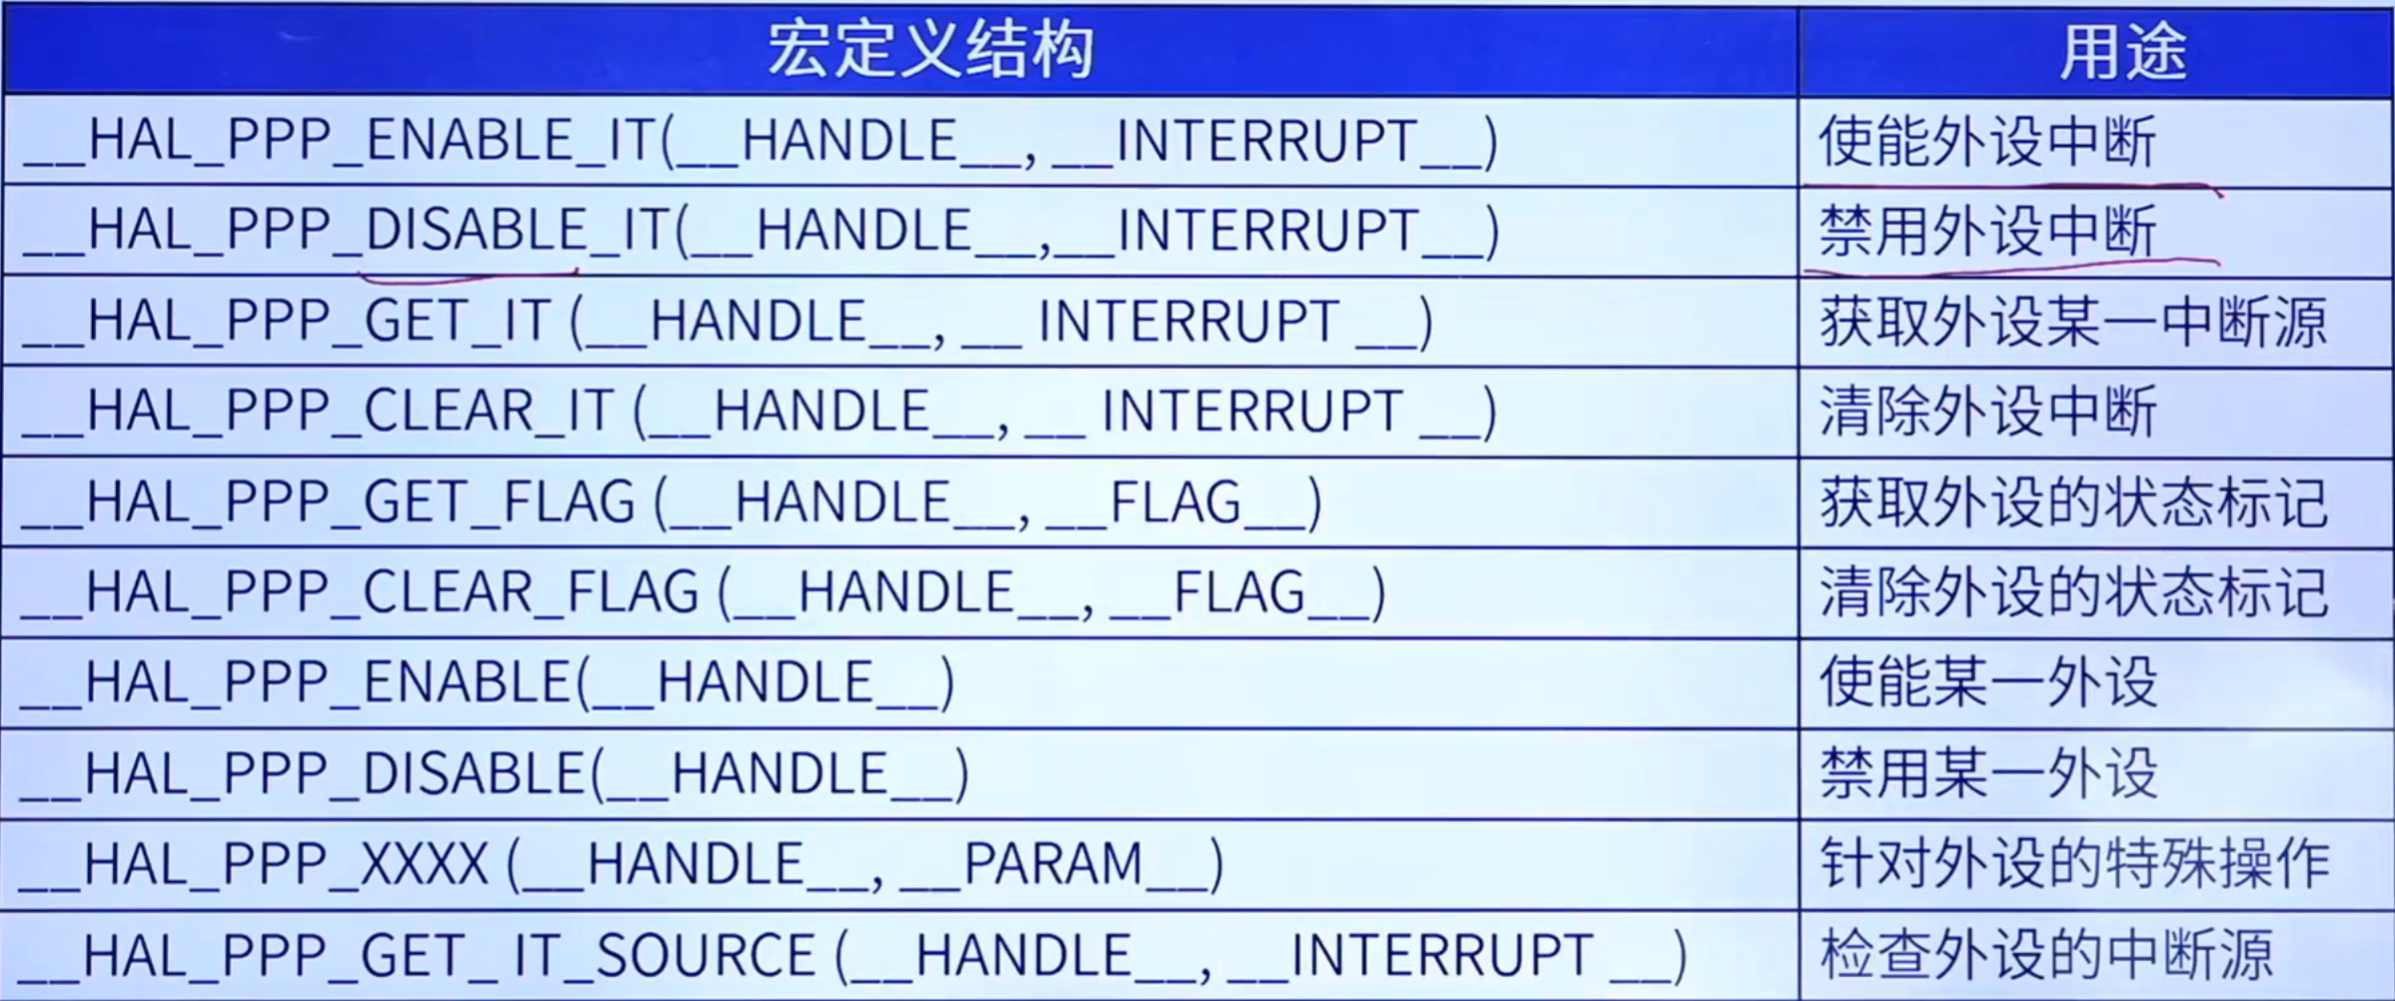 宏定义结构 用途
__HAL_PPP_ENABLE_IT(__HANDLE__, __INTERRUPT__) 使能外设中断
__HAL_PPP_DISABLE_IT(__HANDLE__,__INTERRUPT__) 禁用外设中断
__HAL_PPP_GET_IT (__HANDLE__, __ INTERRUPT __) 获取外设某一中断源
__HAL_PPP_CLEAR_IT (__HANDLE__, __ INTERRUPT __) 清除外设中断
__HAL_PPP_GET_FLAG (__HANDLE__, __FLAG__) 获取外设的状态标记
__HAL_PPP_CLEAR_FLAG (__HANDLE__, __FLAG__) 清除外设的状态标记
__HAL_PPP_ENABLE(__HANDLE__) 使能某一外设
__HAL_PPP_DISABLE(__HANDLE__) 禁用某一外设
__HAL_PPP_XXXX (__HANDLE__, __PARAM__) 针对外设的特殊操作
__HAL_PPP_GET_ IT_SOURCE (__HANDLE__, __INTERRUPT __) 检查外设的中断源